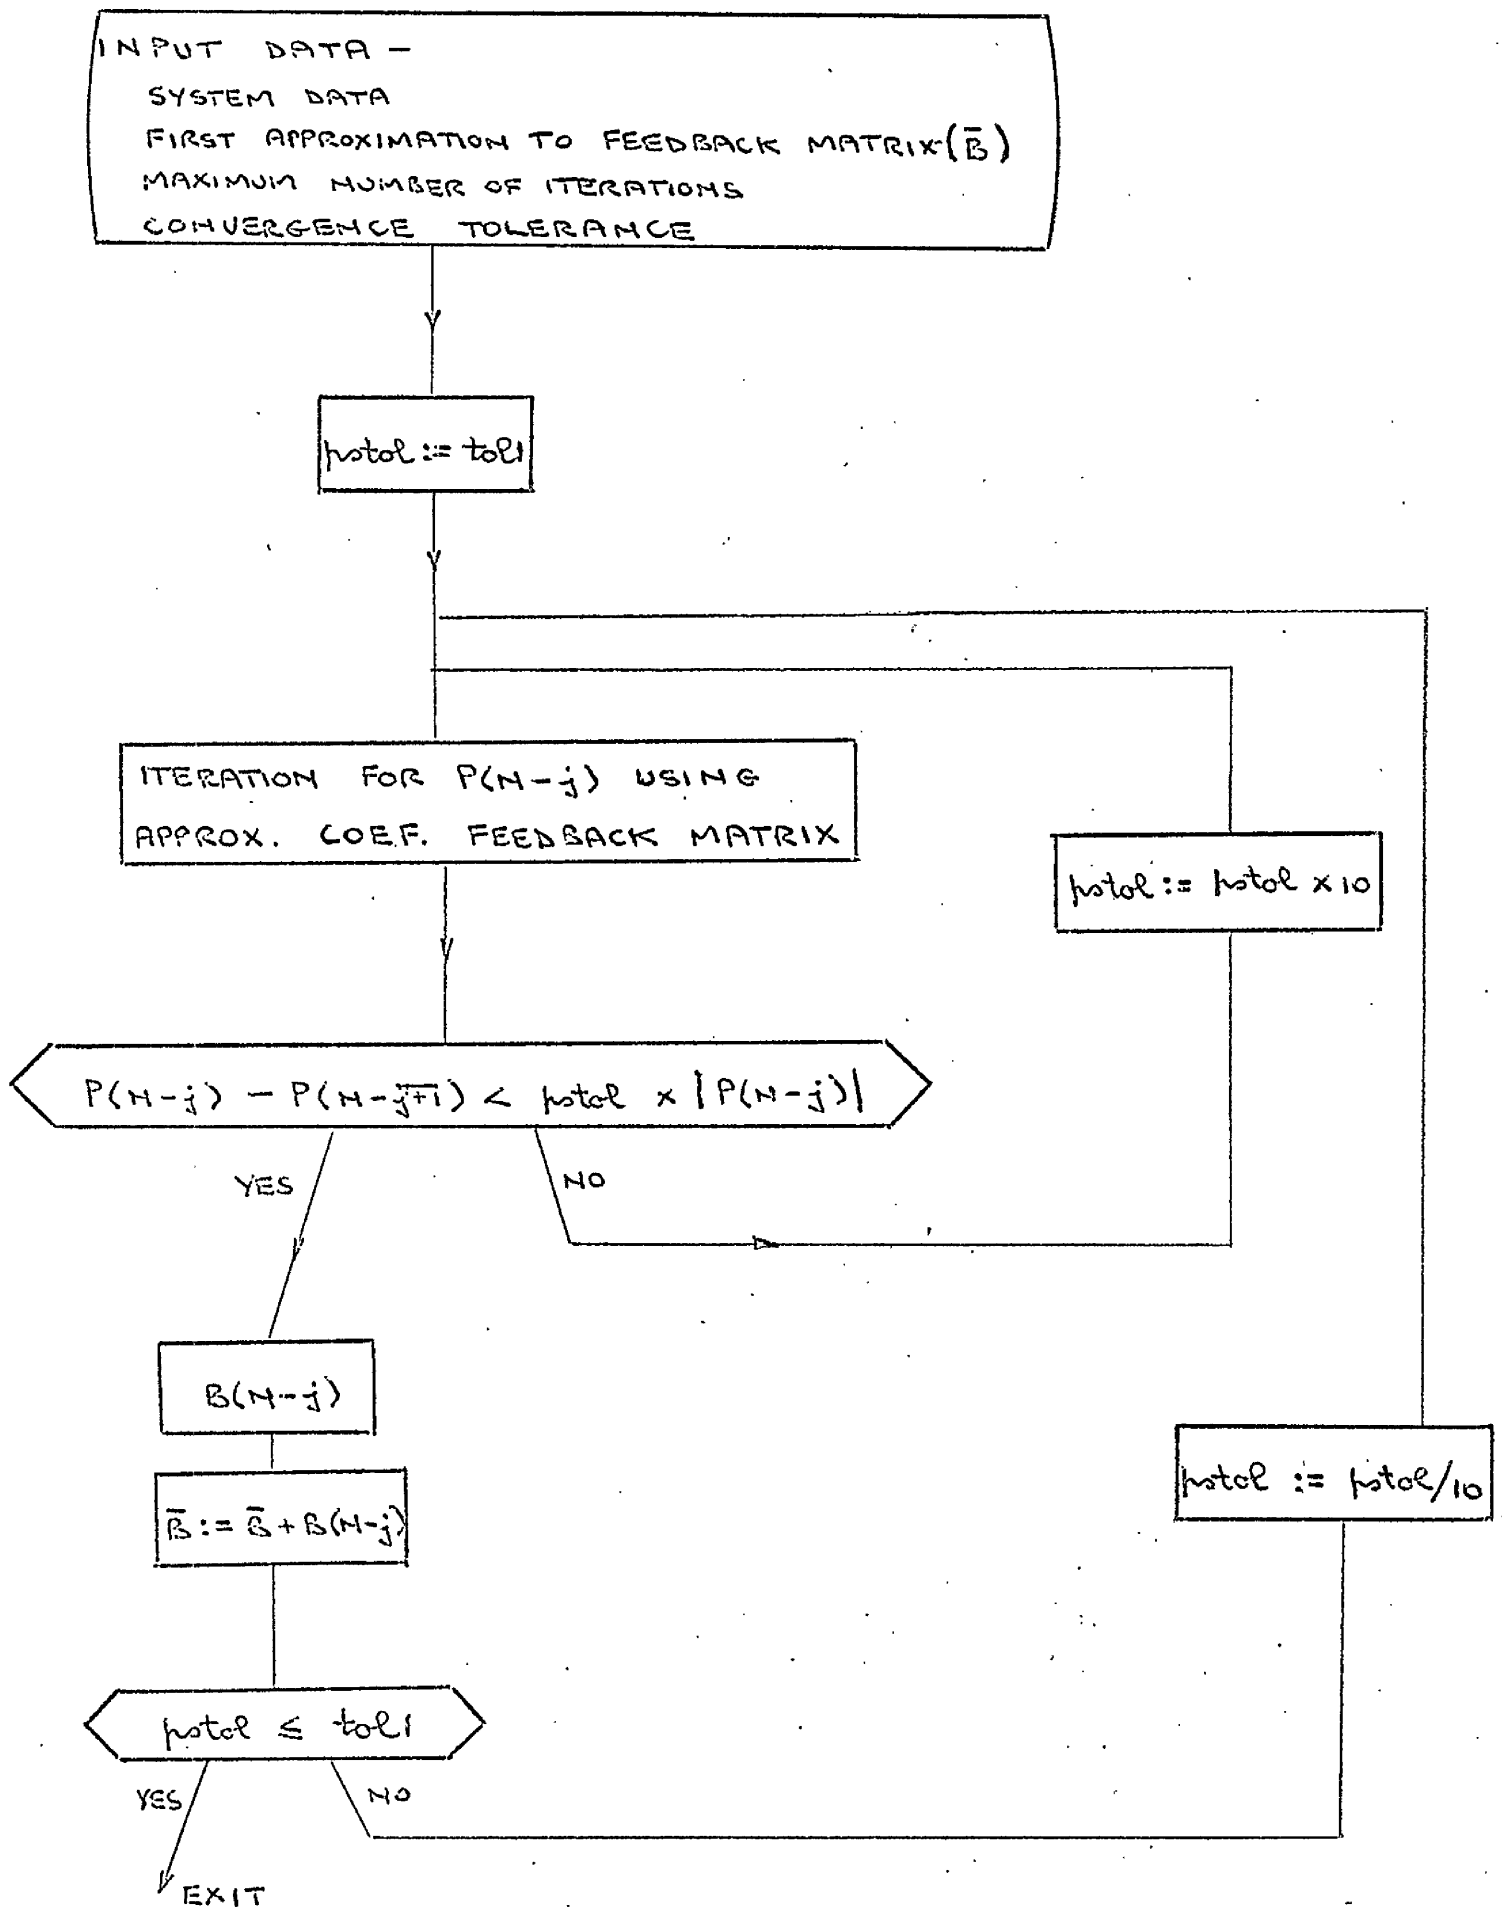 INPUT DATA –
SYSTEM DATA
FIRST APPROXIMATION TO FEEDBACK MATRIX (B̅)
MAXIMUM NUMBER OF ITERATIONS
CONVERGENCE TOLERANCE
pstol := tol1
ITERATION FOR P(N-j) USING
APPROX. COEF. FEEDBACK MATRIX
pstol := pstol x 10
P(N-j) - P(N-j+1) < pstol x |P(N-j)|
YES
NO
B(N-j)
B̅ := B̅ + B(N-j)
pstol := pstol/10
pstol ≤ tol1
YES
NO
EXIT